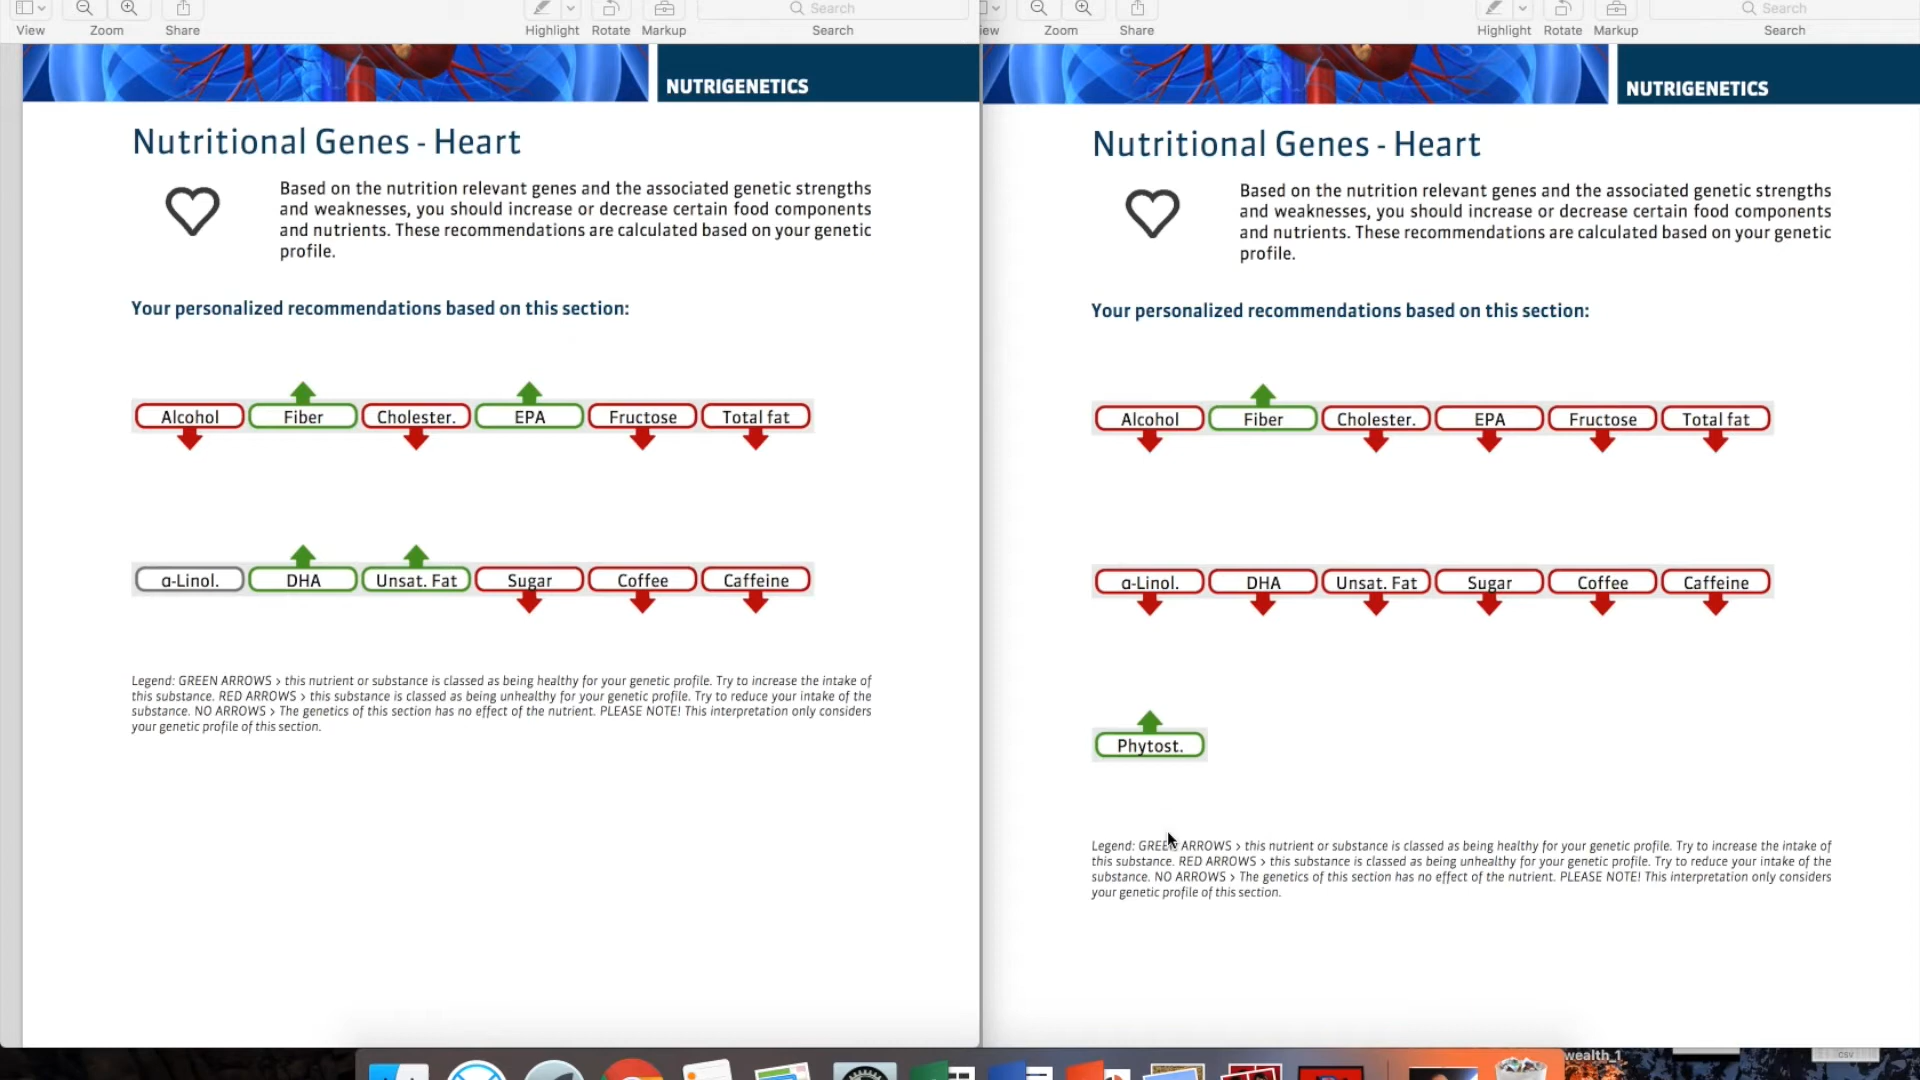 View
Zoom
Share
Highlight
Rotate
Markup
Search
Search
NUTRIGENETICS
Nutritional Genes - Heart
Based on the nutrition relevant genes and the associated genetic strengths
and weaknesses, you should increase or decrease certain food components
and nutrients. These recommendations are calculated based on your genetic
profile.
Your personalized recommendations based on this section:
Alcohol Fiber Cholester. EPA Fructose Total fat
α-Linol. DHA Unsat. Fat Sugar Coffee Caffeine
Legend: GREEN ARROWS > this nutrient or substance is classed as being healthy for your genetic profile. Try to increase the intake of
this substance. RED ARROWS > this substance is classed as being unhealthy for your genetic profile. Try to reduce your intake of the
substance. NO ARROWS > The genetics of this section has no effect of the nutrient. PLEASE NOTE! This interpretation only considers
your genetic profile of this section.
iew
Zoom
Share
Highlight
Rotate
Markup
Search
Search
NUTRIGENETICS
Nutritional Genes - Heart
Based on the nutrition relevant genes and the associated genetic strengths
and weaknesses, you should increase or decrease certain food components
and nutrients. These recommendations are calculated based on your genetic
profile.
Your personalized recommendations based on this section:
Alcohol Fiber Cholester. EPA Fructose Total fat
α-Linol. DHA Unsat. Fat Sugar Coffee Caffeine
Phytost.
Legend: GREEN ARROWS > this nutrient or substance is classed as being healthy for your genetic profile. Try to increase the intake of
this substance. RED ARROWS > this substance is classed as being unhealthy for your genetic profile. Try to reduce your intake of the
substance. NO ARROWS > The genetics of this section has no effect of the nutrient. PLEASE NOTE! This interpretation only considers
your genetic profile of this section.
wealth_1
csv